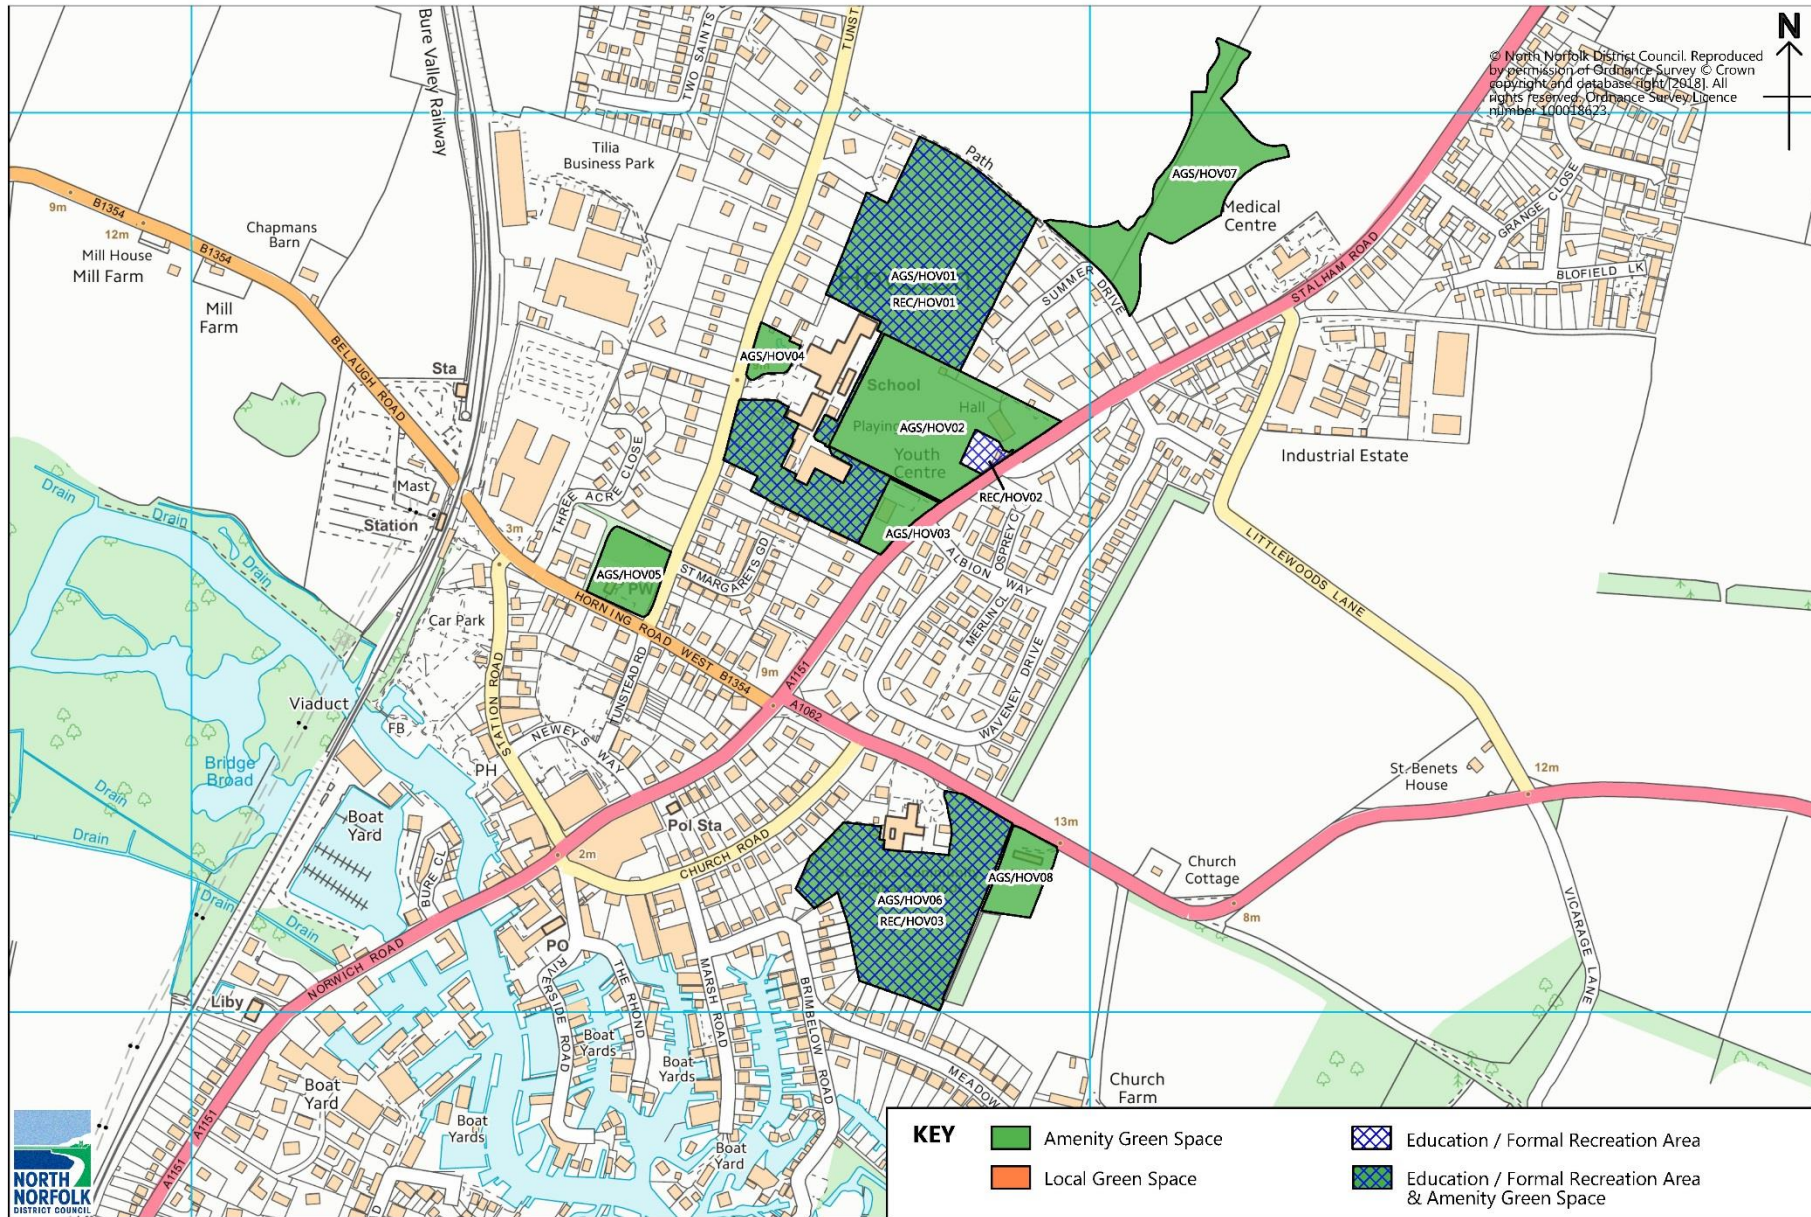 N
© North Norfolk District Council. Reproduced
by permission of Ordnance Survey © Crown
copyright and database right [2018]. All
rights reserved. Ordnance Survey Licence
number 100018623.
Bure Valley Railway
TWO SAINTS
TUNST
Tilia
Business Park
Path
AGS/HOV07
Medical
Centre
GRANGE CLOSE
BLOFIELD LK
STALHAM ROAD
9m
B1354
12m
Mill House
Mill Farm
B1354
Chapmans
Barn
Mill
Farm
BELAUGH ROAD
Sta
AGS/HOV01
REC/HOV01
SUMMER DRIVE
AGS/HOV04
School
Hall
Playing
AGS/HOV02
Youth
Centre
REC/HOV02
AGS/HOV03
Industrial Estate
Mast
Station
Drain
Drain
Drain
3m
THREE ACRE CLOSE
AGS/HOV05
PW
ST MARGARETS GD
ALBION WAY
OSPREY CL
MERLIN CL
WAVENEY DRIVE
LITTLEWOODS LANE
HORNING ROAD WEST
B1354
9m
A1151
A1062
Car Park
STATION ROAD
TUNSTEAD RD
NEWEYS WAY
Viaduct
FB
PH
Bridge
Broad
Drain
Drain
Drain
Drain
Boat
Yard
BURE CL
Pol Sta
CHURCH ROAD
2m
NORWICH ROAD
PO
Liby
A1151
A1151
RIVERSIDE ROAD
THE RHOND
MARSH ROAD
BRIMBELOW ROAD
MEADOW
Boat
Yards
Boat
Yards
Boat
Yard
Boat
Yards
Boat
Yard
AGS/HOV06
REC/HOV03
AGS/HOV08
13m
St. Benets
House
12m
Church
Cottage
8m
VICARAGE LANE
Church
Farm
KEY
Amenity Green Space
Local Green Space
Education / Formal Recreation Area
Education / Formal Recreation Area
& Amenity Green Space
NORTH
NORFOLK
DISTRICT COUNCIL